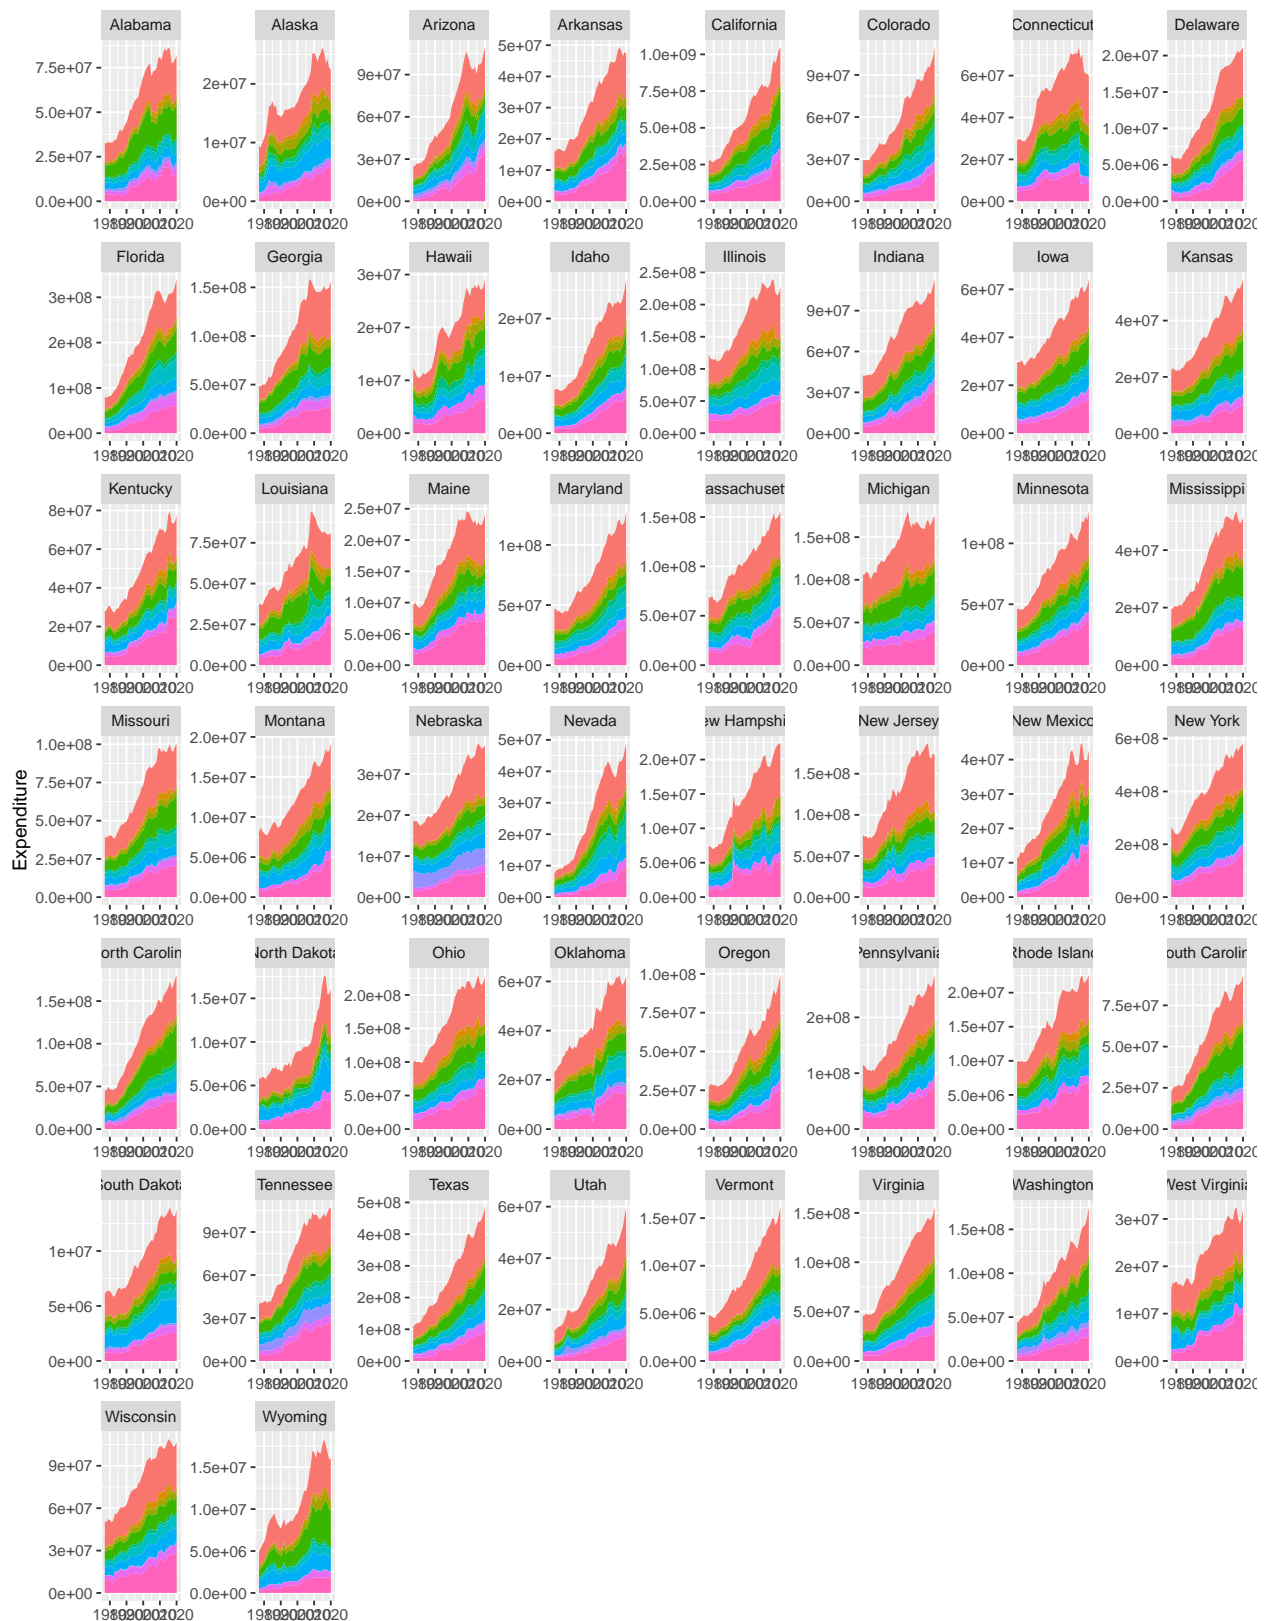 Alabama Alaska Arizona Arkansas California Colorado Connecticut Delaware
7.5e+07 5.0e+07 2.5e+07 0.0e+00
2e+07 1e+07 0e+00
9e+07 6e+07 3e+07 0e+00
5e+07 4e+07 3e+07 2e+07 1e+07 0e+00
1.0e+09 7.5e+08 5.0e+08 2.5e+08 0.0e+00
9e+07 6e+07 3e+07 0e+00
6e+07 4e+07 2e+07 0e+00
2.0e+07 1.5e+07 1.0e+07 5.0e+06 0.0e+00
Florida Georgia Hawaii Idaho Illinois Indiana Iowa Kansas
3e+08 2e+08 1e+08 0e+00
1.5e+08 1.0e+08 5.0e+07 0.0e+00
3e+07 2e+07 1e+07 0e+00
2e+07 1e+07 0e+00
2.5e+08 2.0e+08 1.5e+08 1.0e+08 5.0e+07 0.0e+00
9e+07 6e+07 3e+07 0e+00
6e+07 4e+07 2e+07 0e+00
4e+07 2e+07 0e+00
Kentucky Louisiana Maine Maryland assachuset Michigan Minnesota Mississippi
8e+07 6e+07 4e+07 2e+07 0e+00
7.5e+07 5.0e+07 2.5e+07 0.0e+00
2.5e+07 2.0e+07 1.5e+07 1.0e+07 5.0e+06 0.0e+00
1e+08 5e+07 0e+00
1.5e+08 1.0e+08 5.0e+07 0.0e+00
1.5e+08 1.0e+08 5.0e+07 0.0e+00
1e+08 5e+07 0e+00
4e+07 2e+07 0e+00
Expenditure
Missouri Montana Nebraska Nevada ew Hampshi New Jersey New Mexico New York
1.0e+08 7.5e+07 5.0e+07 2.5e+07 0.0e+00
2.0e+07 1.5e+07 1.0e+07 5.0e+06 0.0e+00
3e+07 2e+07 1e+07 0e+00
5e+07 4e+07 3e+07 2e+07 1e+07 0e+00
2.0e+07 1.5e+07 1.0e+07 5.0e+06 0.0e+00
1.5e+08 1.0e+08 5.0e+07 0.0e+00
4e+07 3e+07 2e+07 1e+07 0e+00
6e+08 4e+08 2e+08 0e+00
orth Carolin North Dakota Ohio Oklahoma Oregon Pennsylvania Rhode Island outh Carolin
1.5e+08 1.0e+08 5.0e+07 0.0e+00
1.5e+07 1.0e+07 5.0e+06 0.0e+00
2.0e+08 1.5e+08 1.0e+08 5.0e+07 0.0e+00
6e+07 4e+07 2e+07 0e+00
1.0e+08 7.5e+07 5.0e+07 2.5e+07 0.0e+00
2e+08 1e+08 0e+00
2.0e+07 1.5e+07 1.0e+07 5.0e+06 0.0e+00
7.5e+07 5.0e+07 2.5e+07 0.0e+00
South Dakota Tennessee Texas Utah Vermont Virginia Washington West Virginia
1e+07 5e+06 0e+00
9e+07 6e+07 3e+07 0e+00
5e+08 4e+08 3e+08 2e+08 1e+08 0e+00
6e+07 4e+07 2e+07 0e+00
1.5e+07 1.0e+07 5.0e+06 0.0e+00
1.5e+08 1.0e+08 5.0e+07 0.0e+00
1.5e+08 1.0e+08 5.0e+07 0.0e+00
3e+07 2e+07 1e+07 0e+00
Wisconsin Wyoming
9e+07 6e+07 3e+07 0e+00
1.5e+07 1.0e+07 5.0e+06 0.0e+00